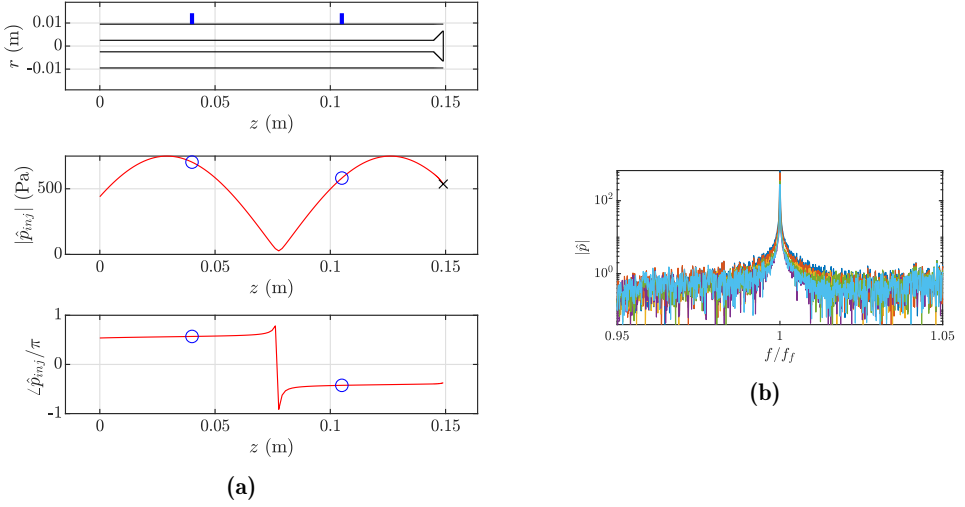 0.01
0
-0.01
r (m)
0 0.05 0.1 0.15
z (m)
500
0
|p̂_{inj}| (Pa)
0 0.05 0.1 0.15
z (m)
1
0
-1
∠p̂_{inj}/π
0 0.05 0.1 0.15
z (m)
(a)
10^2
10^0
|p̂|
0.95 1 1.05
f/f_f
(b)